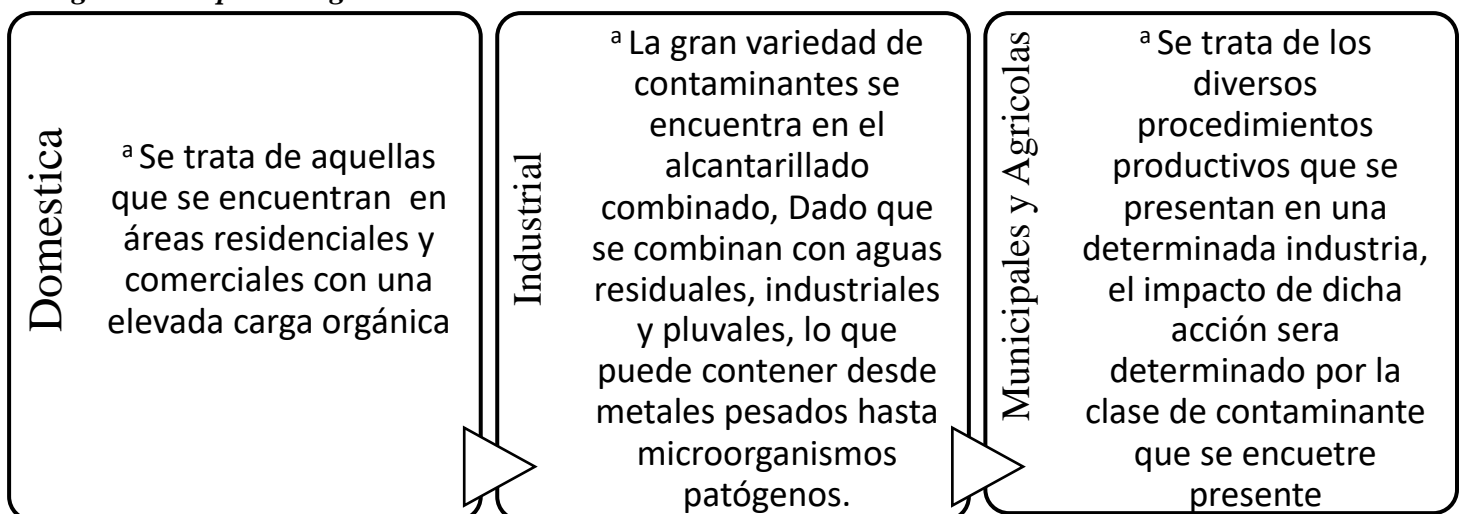 Domestica
a Se trata de aquellas
que se encuentran en
áreas residenciales y
comerciales con una
elevada carga orgánica
Industrial
a La gran variedad de
contaminantes se
encuentra en el
alcantarillado
combinado, Dado que
se combinan con aguas
residuales, industriales
y pluvales, lo que
puede contener desde
metales pesados hasta
microorganismos
patógenos.
Municipales y Agricolas
a Se trata de los
diversos
procedimientos
productivos que se
presentan en una
determinada industria,
el impacto de dicha
acción sera
determinado por la
clase de contaminante
que se encuetre
presente